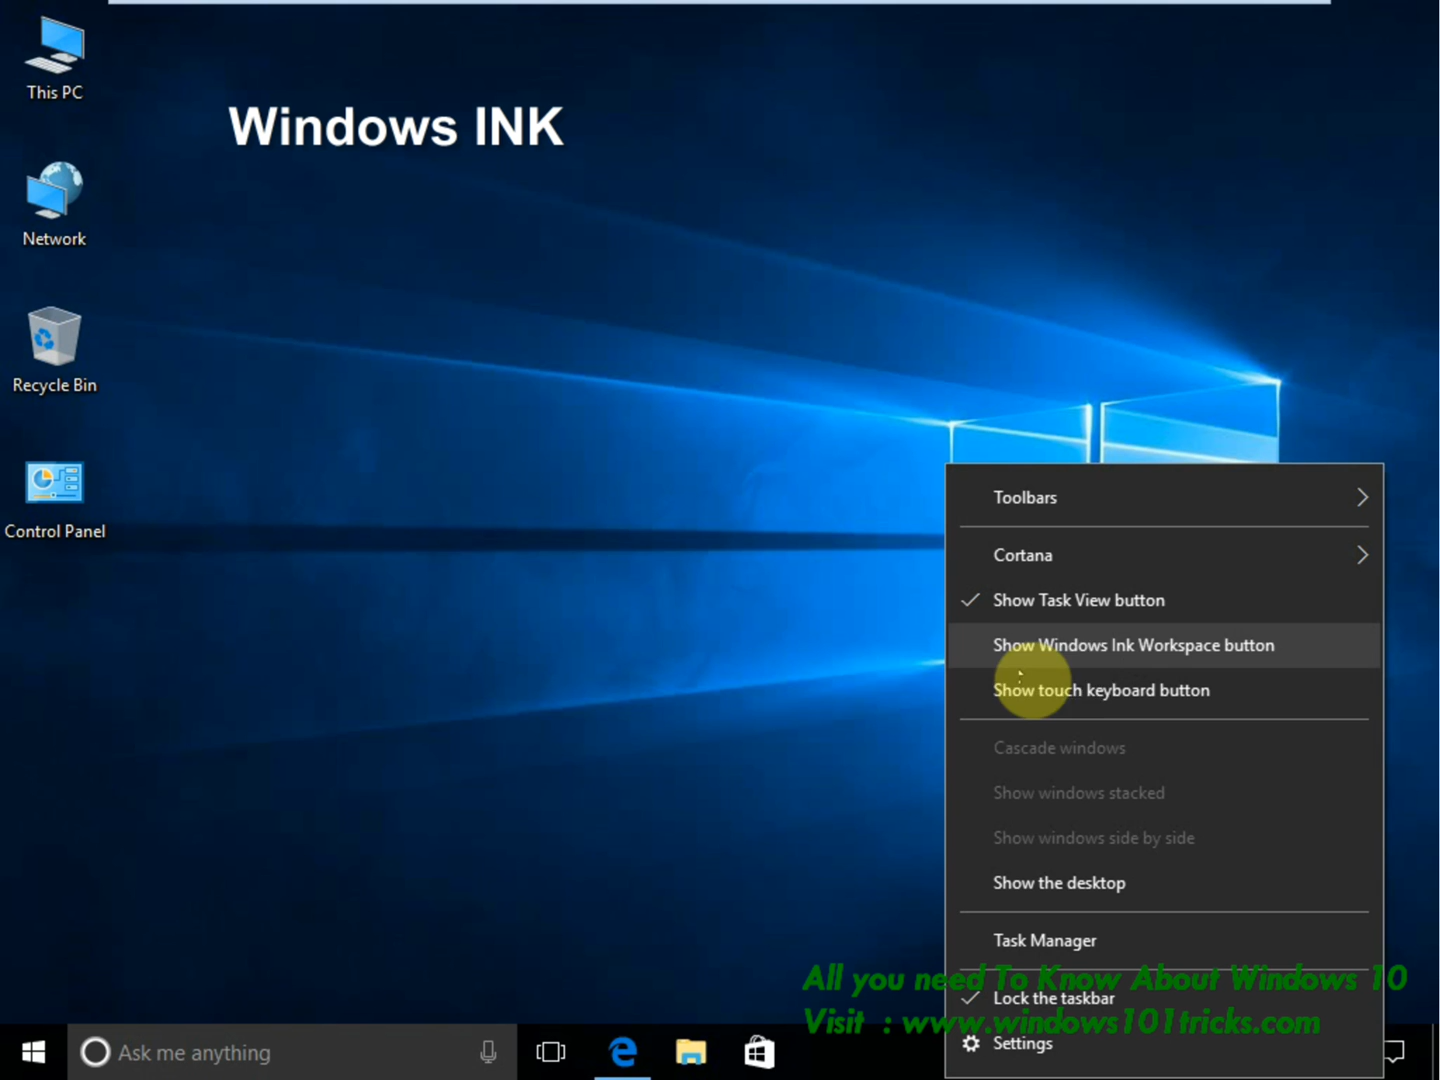 This PC
Windows INK
Network
Recycle Bin
Control Panel
Toolbars
Cortana
Show Task View button
Show Windows Ink Workspace button
Show touch keyboard button
Cascade windows
Show windows stacked
Show windows side by side
Show the desktop
Task Manager
All you need To Know About Windows 10
Lock the taskbar
Visit : www.windows101tricks.com
Settings
Ask me anything